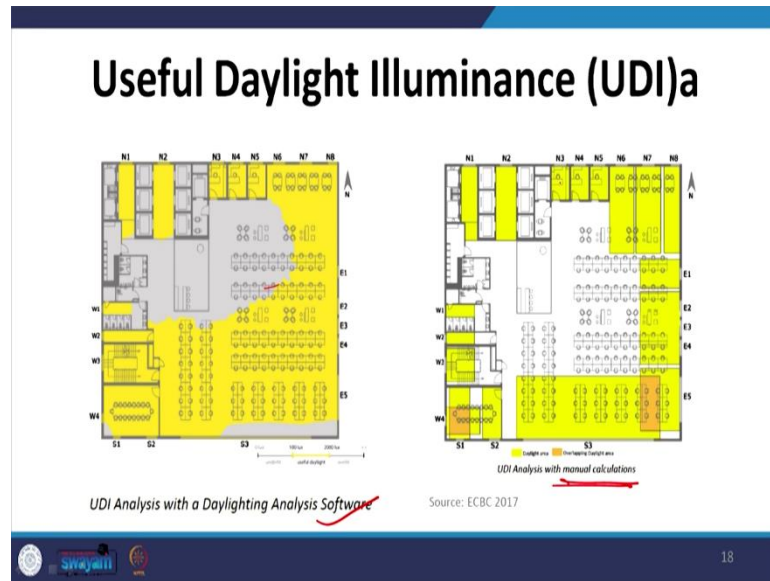 Useful Daylight Illuminance (UDI)a
N1 N2 N3 N4 N5 N6 N7 N8
N
E1
E2
E3
E4
E5
W1
W2
W3
W4
S1 S2 S3
useful daylight
UDI Analysis with a Daylighting Analysis Software
N1 N2 N3 N4 N5 N6 N7 N8
N
E1
E2
E3
E4
E5
W1
W2
W2
W4
S1 S2 S3
Daylight area Overlapping Daylight area
UDI Analysis with manual calculations
Source: ECBC 2017
swayam
18